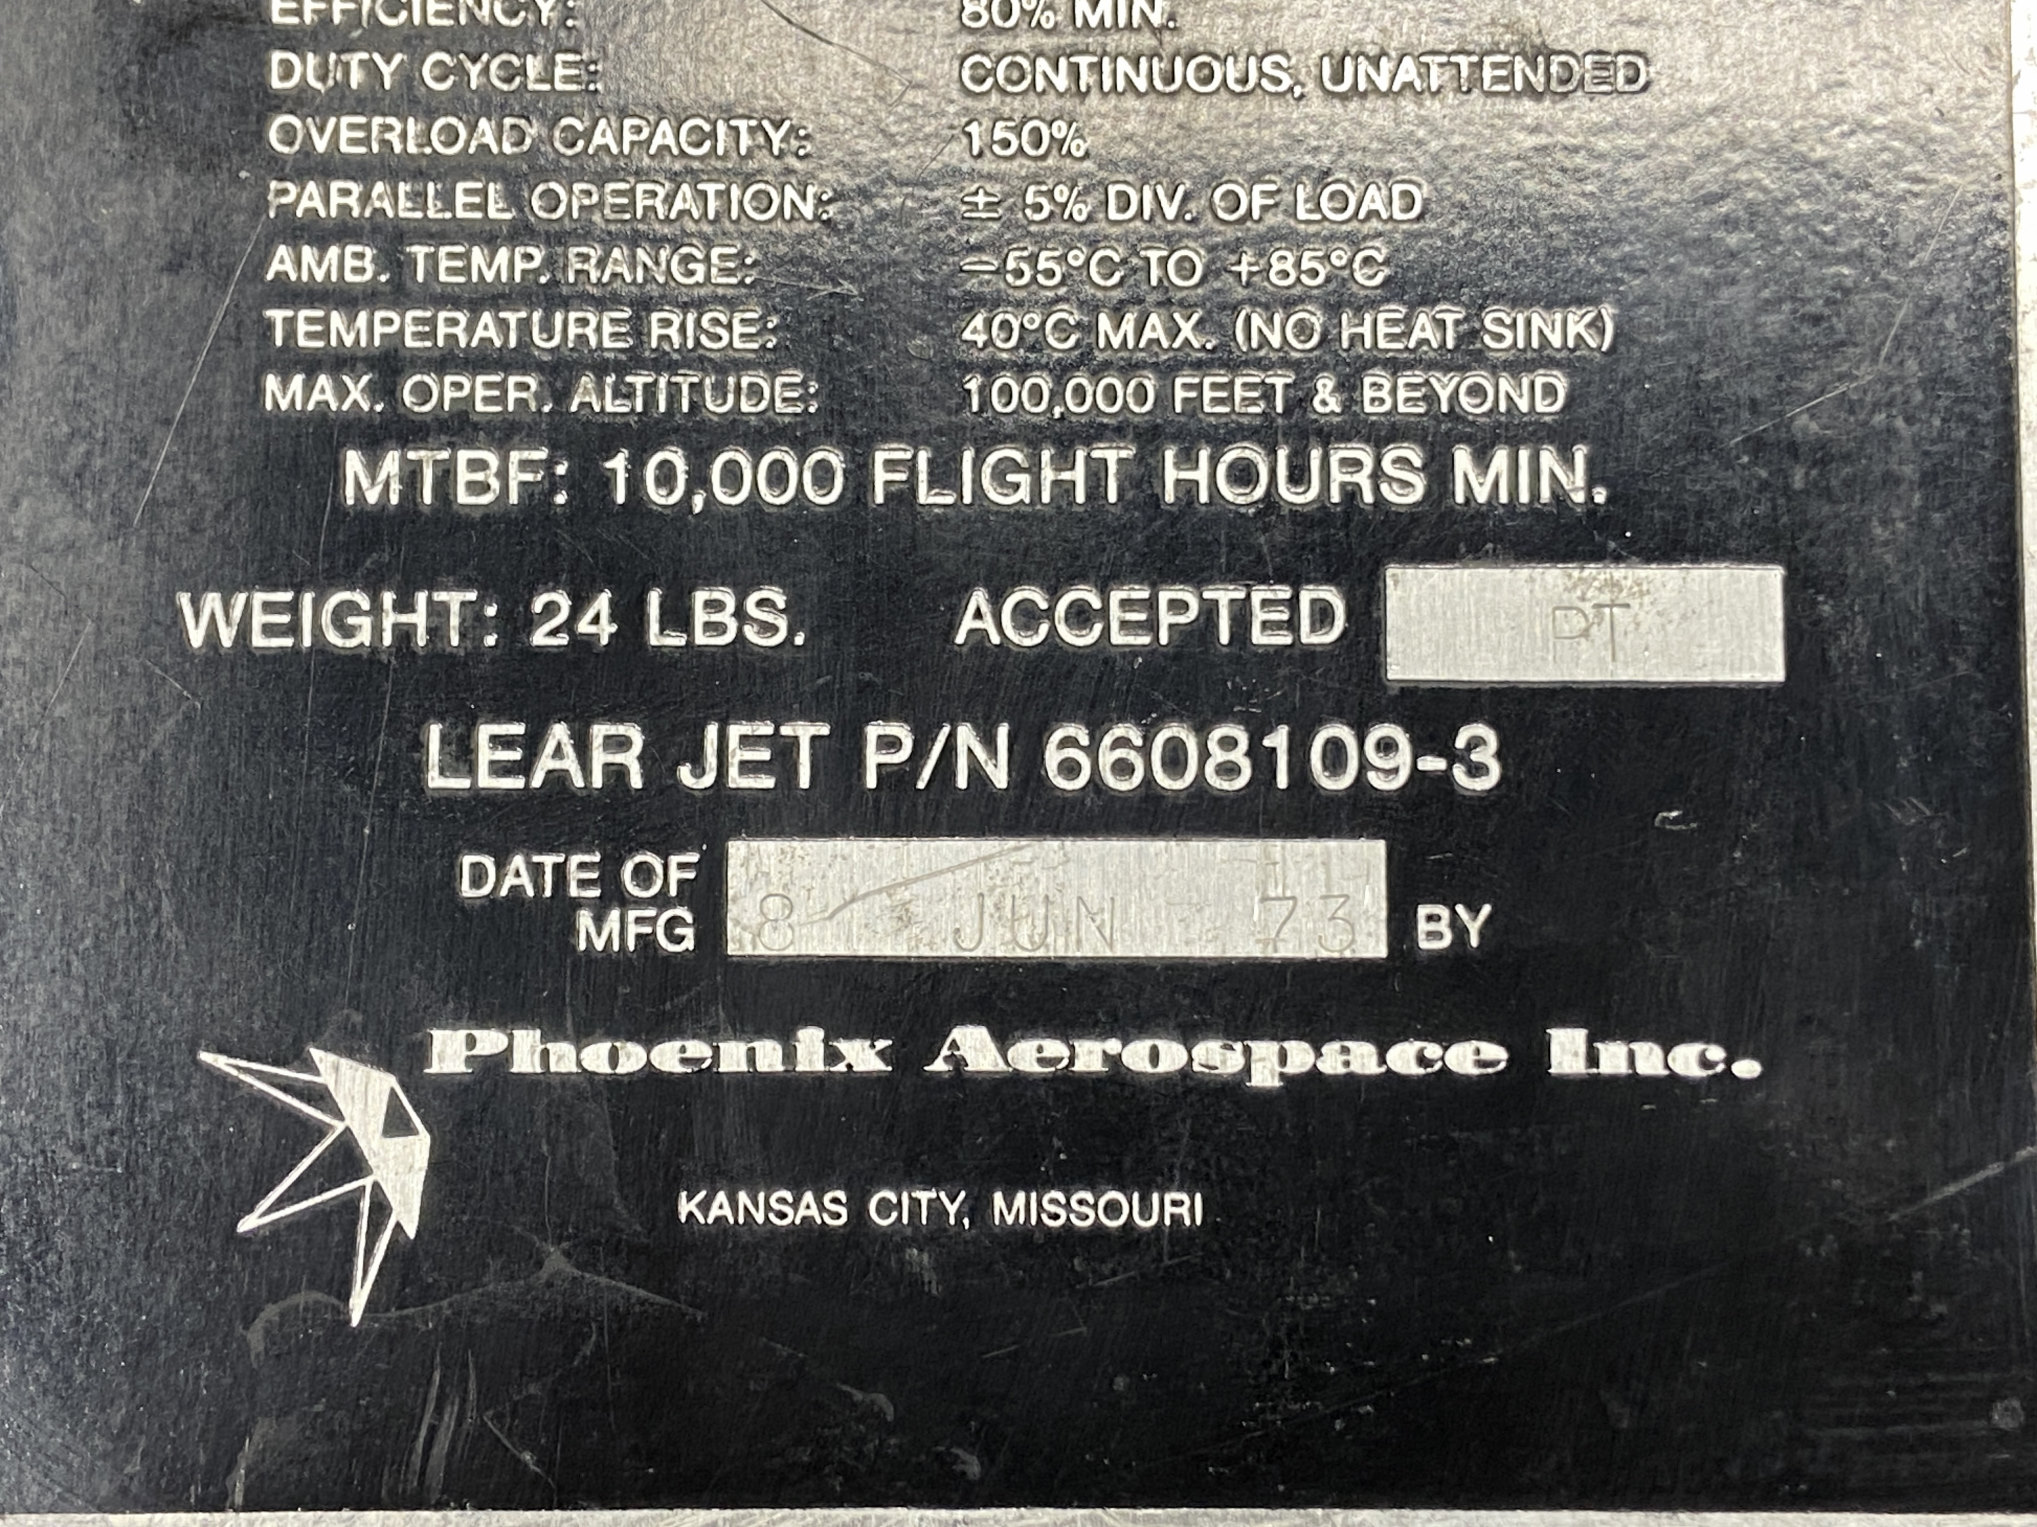 EFFICIENCY: 80% MIN.
DUTY CYCLE: CONTINUOUS, UNATTENDED
OVERLOAD CAPACITY: 150%
PARALLEL OPERATION: ± 5% DIV. OF LOAD
AMB. TEMP. RANGE: -55°C TO +85°C
TEMPERATURE RISE: 40°C MAX. (NO HEAT SINK)
MAX. OPER. ALTITUDE: 100,000 FEET & BEYOND
MTBF: 10,000 FLIGHT HOURS MIN.
WEIGHT: 24 LBS. ACCEPTED PT
LEAR JET P/N 6608109-3
DATE OF
MFG 8 JUN 73 BY
Phoenix Aerospace Inc.
KANSAS CITY, MISSOURI